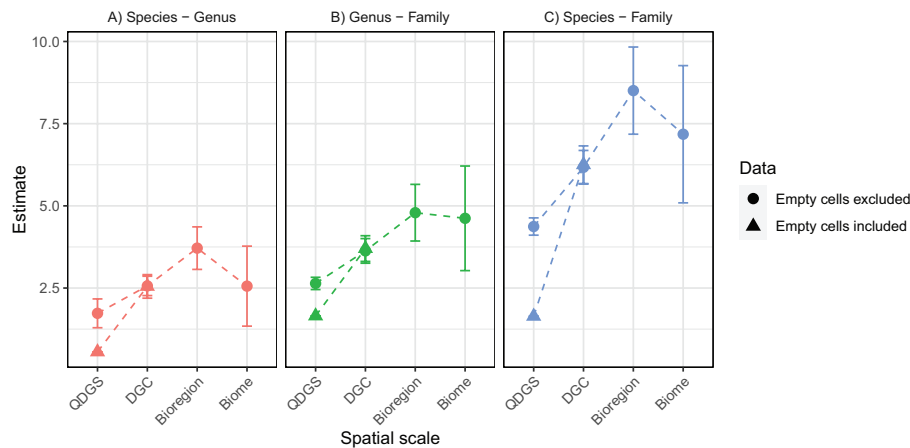 A) Species − Genus
B) Genus − Family
C) Species − Family
10.0
7.5
5.0
2.5
Estimate
QDGS
DGC
Bioregion
Biome
QDGS
DGC
Bioregion
Biome
QDGS
DGC
Bioregion
Biome
Spatial scale
Data
Empty cells excluded
Empty cells included